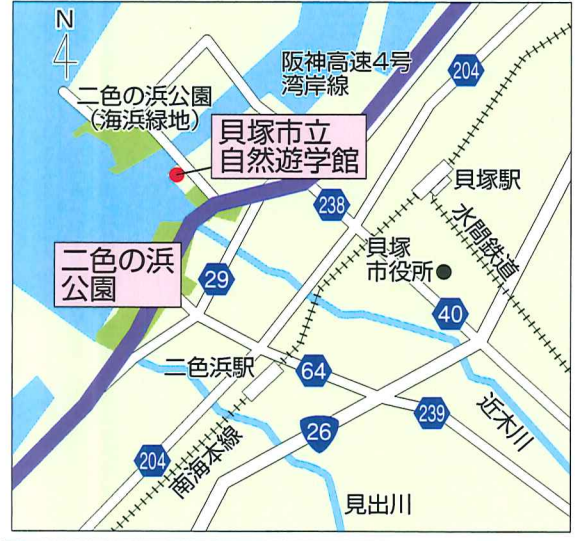 N
4
阪神高速4号
湾岸線
204
二色の浜公園
(海浜緑地)
貝塚市立
自然遊学館
貝塚駅
238
水間鉄道
二色の浜
公園
29
貝塚
市役所
40
二色浜駅
64
239
近木川
26
204
南海本線
見出川